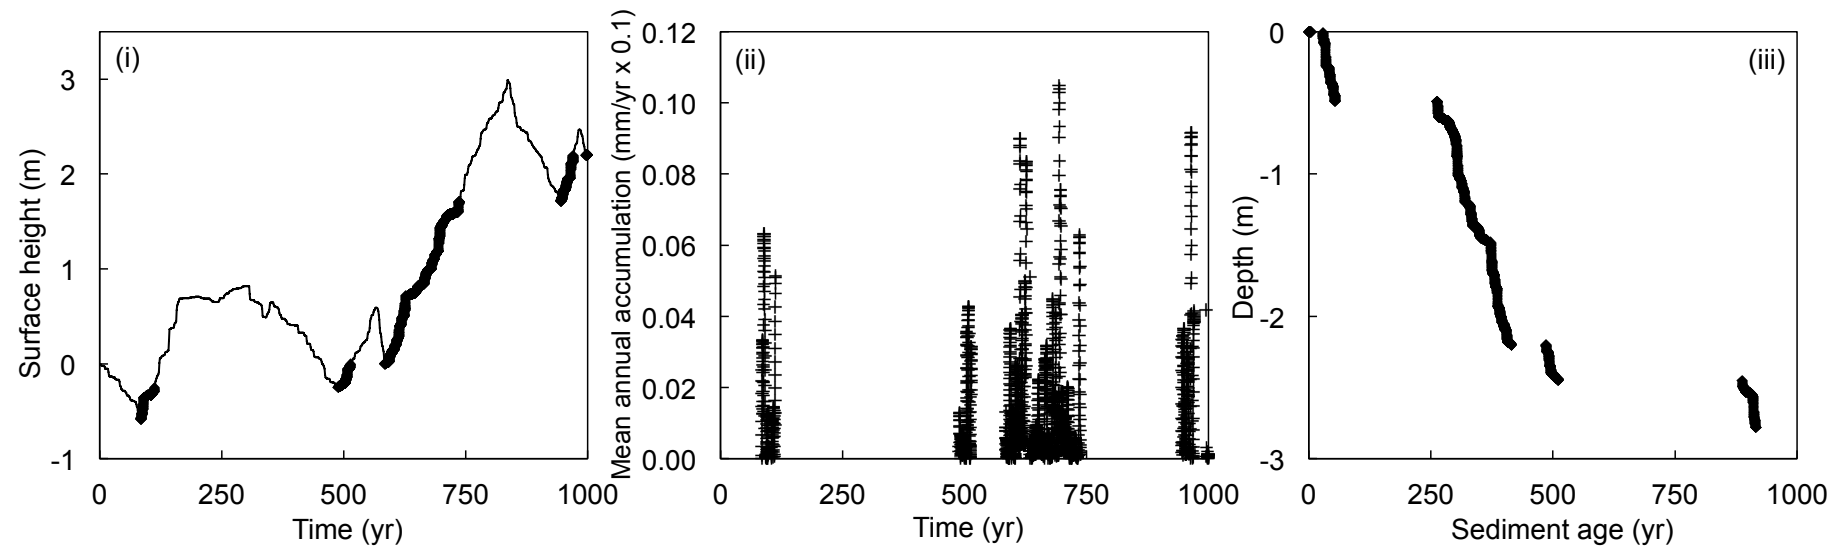 (i)
Surface height (m)
3
2
1
0
-1
0 250 500 750 1000
Time (yr)
(ii)
Mean annual accumulation (mm/yr x 0.1)
0.12
0.10
0.08
0.06
0.04
0.02
0.00
0 250 500 750 1000
Time (yr)
(iii)
Depth (m)
0
-1
-2
-3
0 250 500 750 1000
Sediment age (yr)